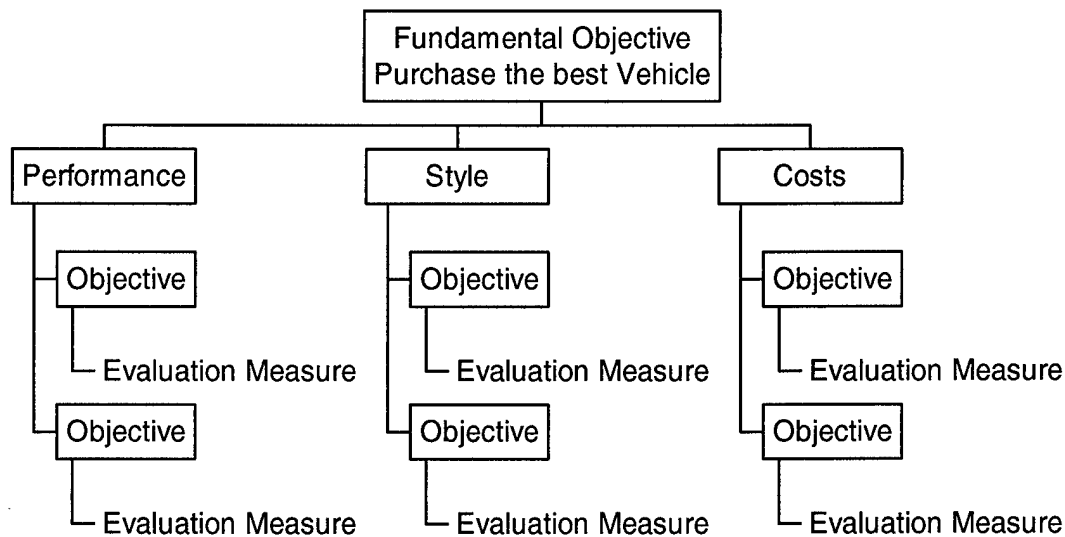 Fundamental Objective
Purchase the best Vehicle
Performance
Style
Costs
Objective
Objective
Objective
Evaluation Measure
Evaluation Measure
Evaluation Measure
Objective
Objective
Objective
Evaluation Measure
Evaluation Measure
Evaluation Measure